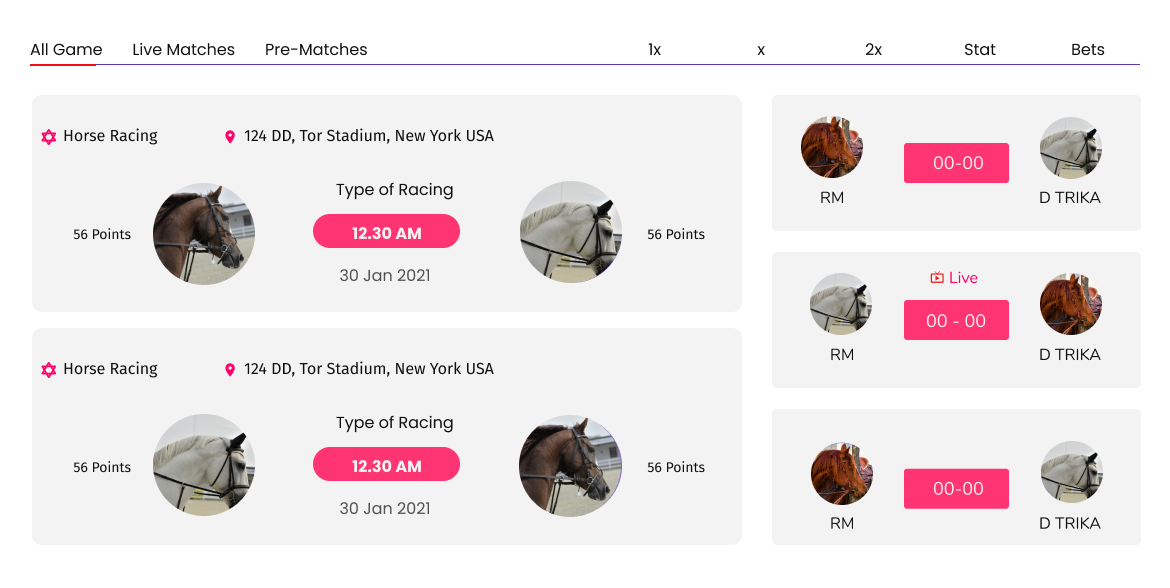 All Game Live Matches Pre-Matches 1x x 2x Stat Bets
Horse Racing 124 DD, Tor Stadium, New York USA
Type of Racing
56 Points 12.30 AM 56 Points
30 Jan 2021
Horse Racing 124 DD, Tor Stadium, New York USA
Type of Racing
56 Points 12.30 AM 56 Points
30 Jan 2021
00-00
RM D TRIKA
Live
00 - 00
RM D TRIKA
00-00
RM D TRIKA